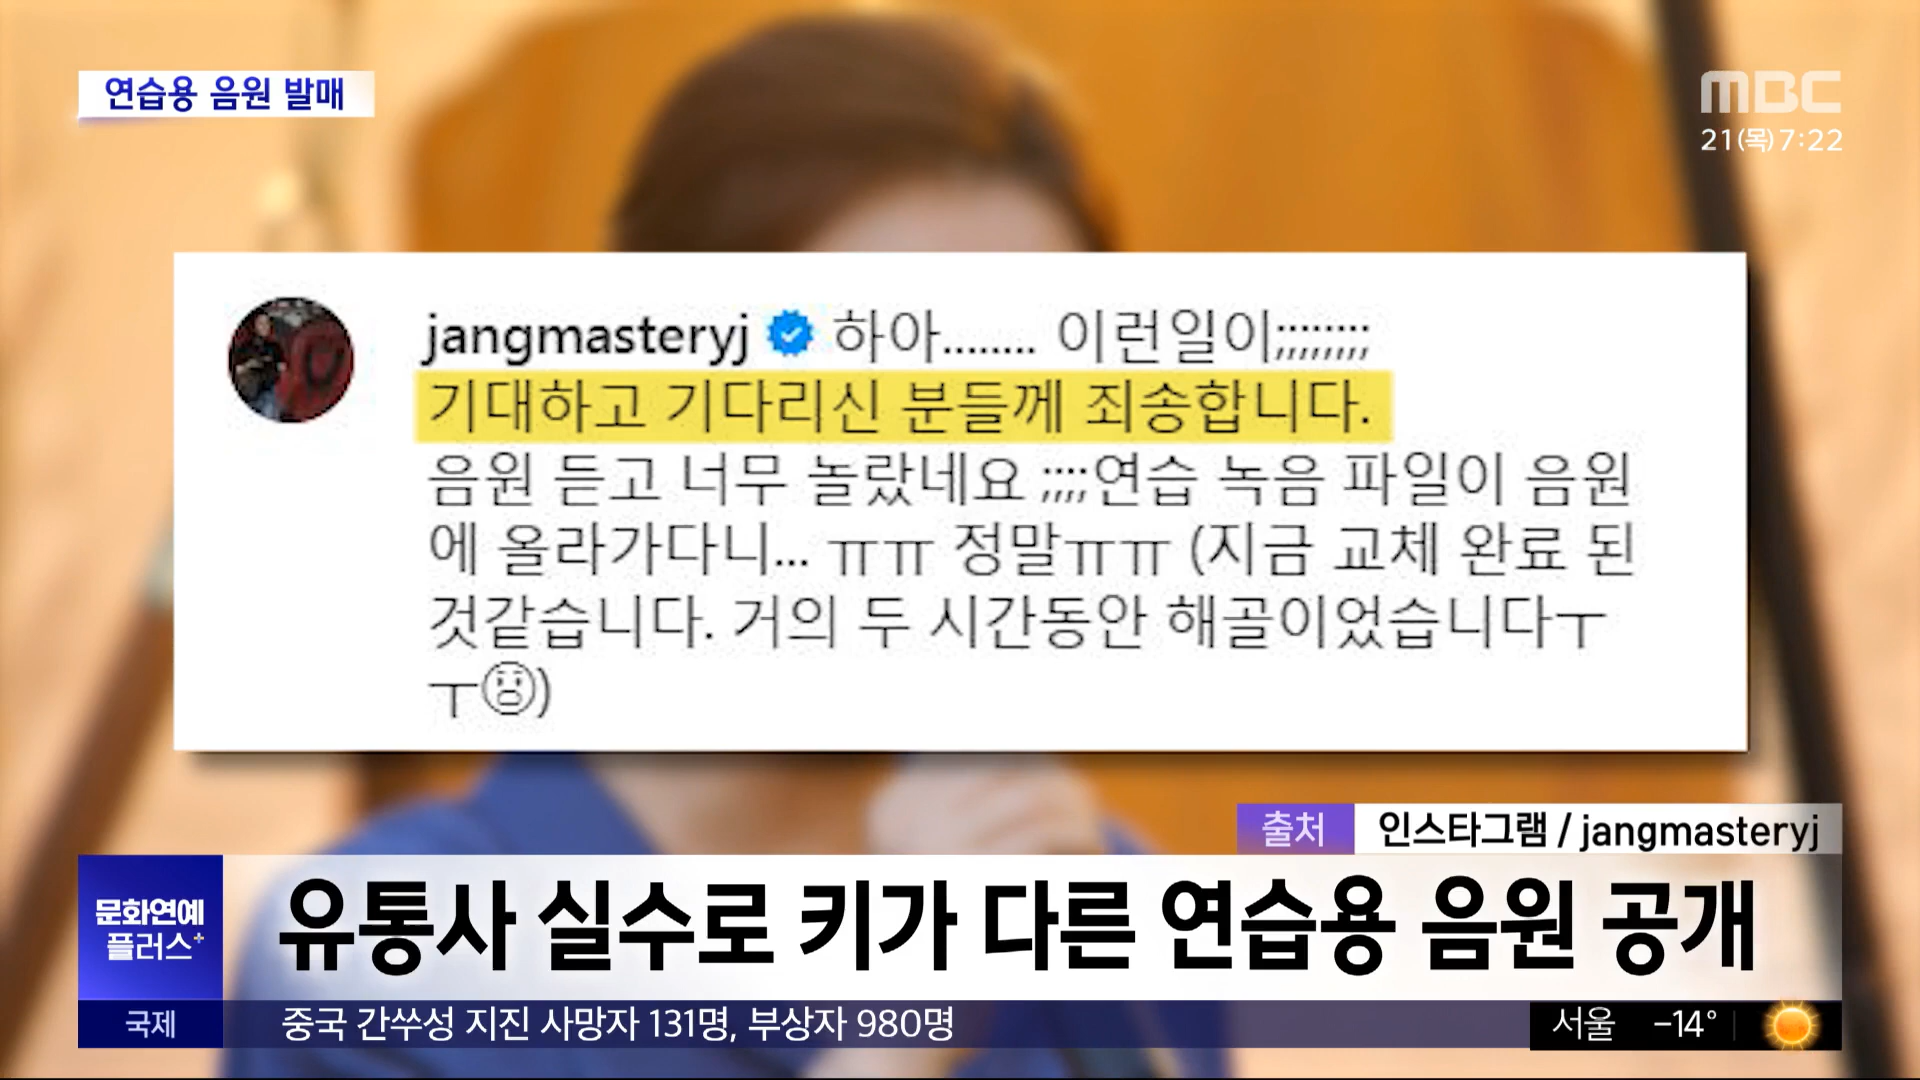 연습용 음원 발매
MBC
21(목)7:22
jangmasteryj 하아........ 이런일이;;;;;;;;
기대하고 기다리신 분들께 죄송합니다.
음원 듣고 너무 놀랐네요 ;;;;연습 녹음 파일이 음원
에 올라가다니... ㅠㅠ 정말ㅠㅠ (지금 교체 완료 된
것같습니다. 거의 두 시간동안 해골이었습니다ㅜ
ㅜ😧)
출처 인스타그램 / jangmasteryj
문화연예
플러스+
유통사 실수로 키가 다른 연습용 음원 공개
국제 중국 간쑤성 지진 사망자 131명, 부상자 980명
서울 -14°